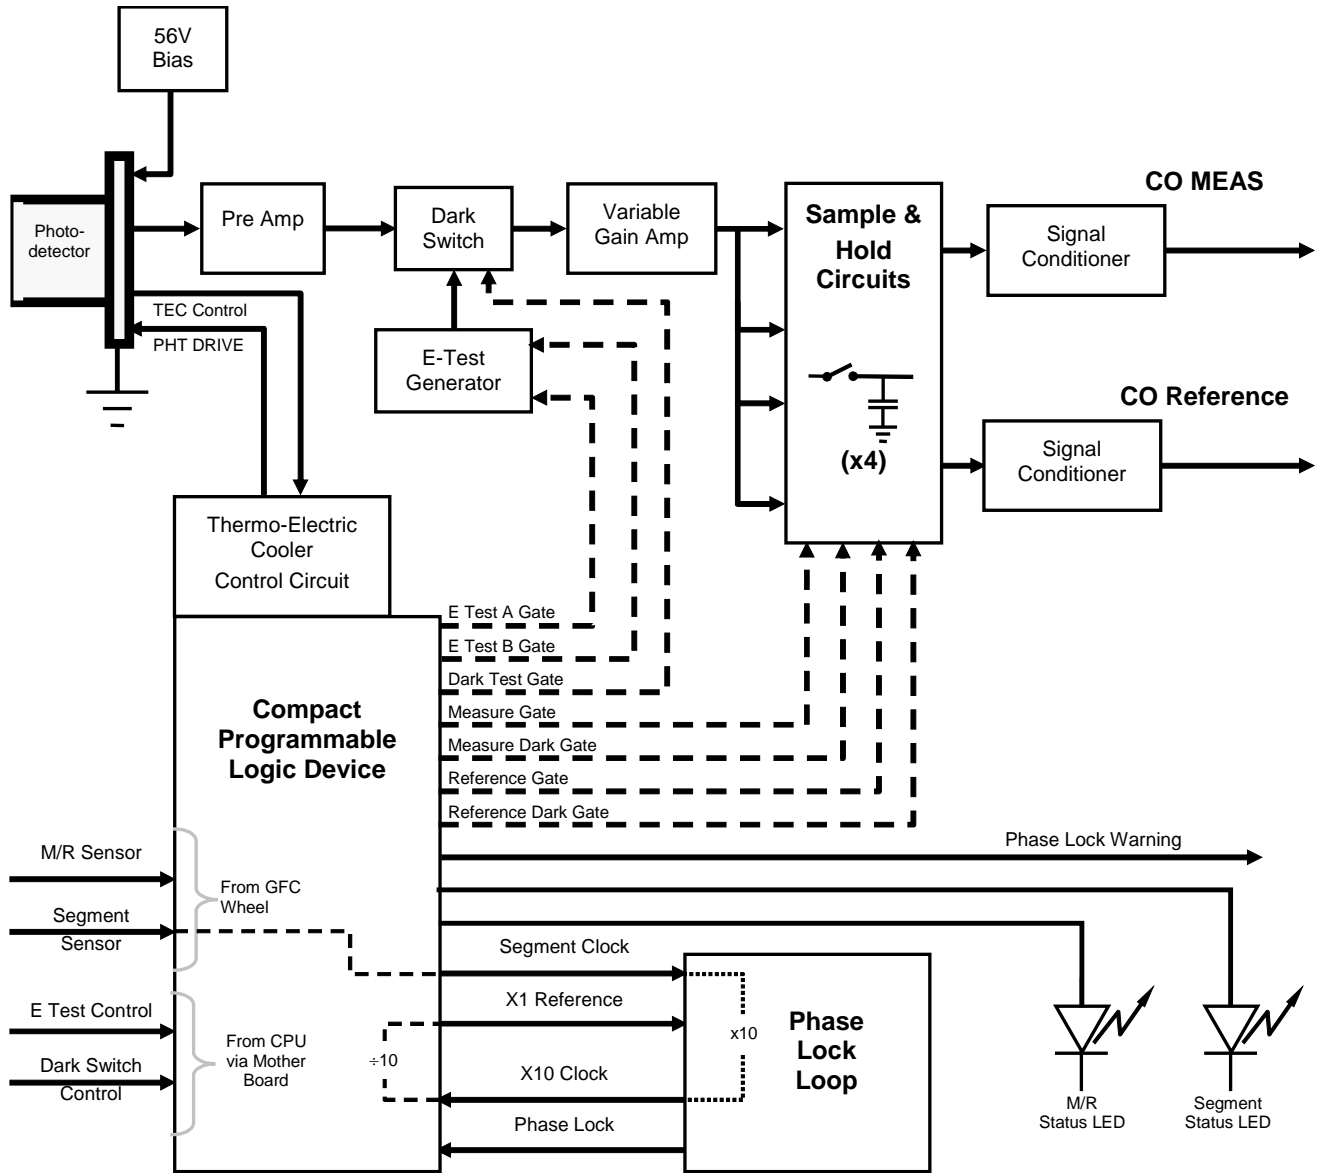 56V
Bias
CO MEAS
Photo-
detector
Pre Amp
Dark
Switch
Variable
Gain Amp
Sample &
Hold
Circuits
Signal
Conditioner
TEC Control
PHT DRIVE
E-Test
Generator
CO Reference
(x4)
Signal
Conditioner
Thermo-Electric
Cooler
Control Circuit
E Test A Gate
E Test B Gate
Dark Test Gate
Measure Gate
Measure Dark Gate
Reference Gate
Reference Dark Gate
Compact
Programmable
Logic Device
Phase Lock Warning
M/R Sensor
Segment
Sensor
From GFC
Wheel
E Test Control
Dark Switch
Control
From CPU
via Mother
Board
Segment Clock
X1 Reference
÷10
x10
X10 Clock
Phase Lock
Phase
Lock
Loop
M/R
Status LED
Segment
Status LED